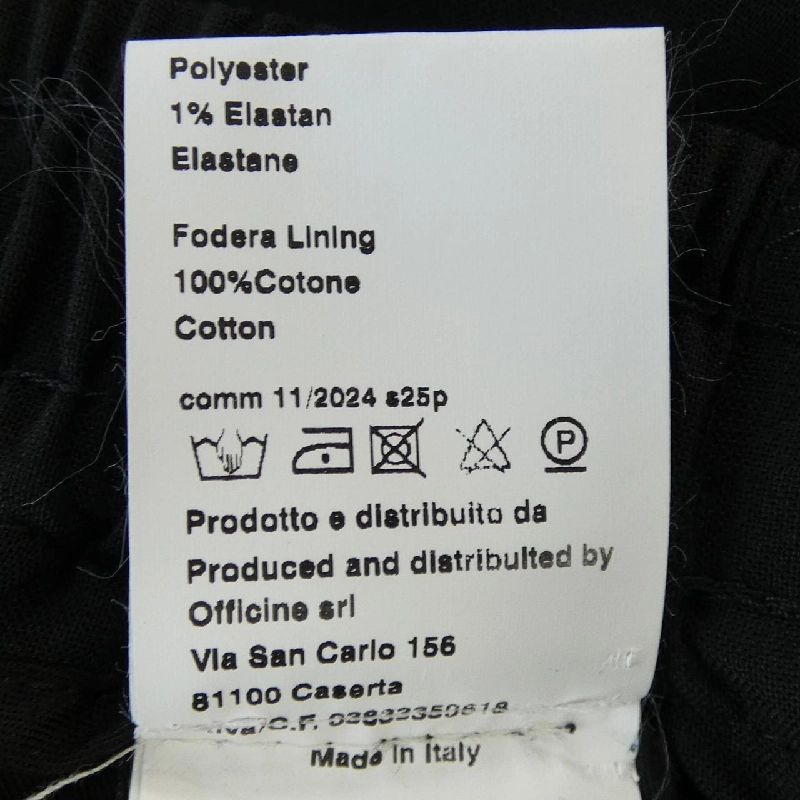 Polyester
1% Elastan
Elastane
Fodera Lining
100%Cotone
Cotton
comm 11/2024 s25p
P
Prodotto e distribuito da
Produced and distribuited by
Officine srl
Via San Carlo 156
81100 Caserta
Made in Italy